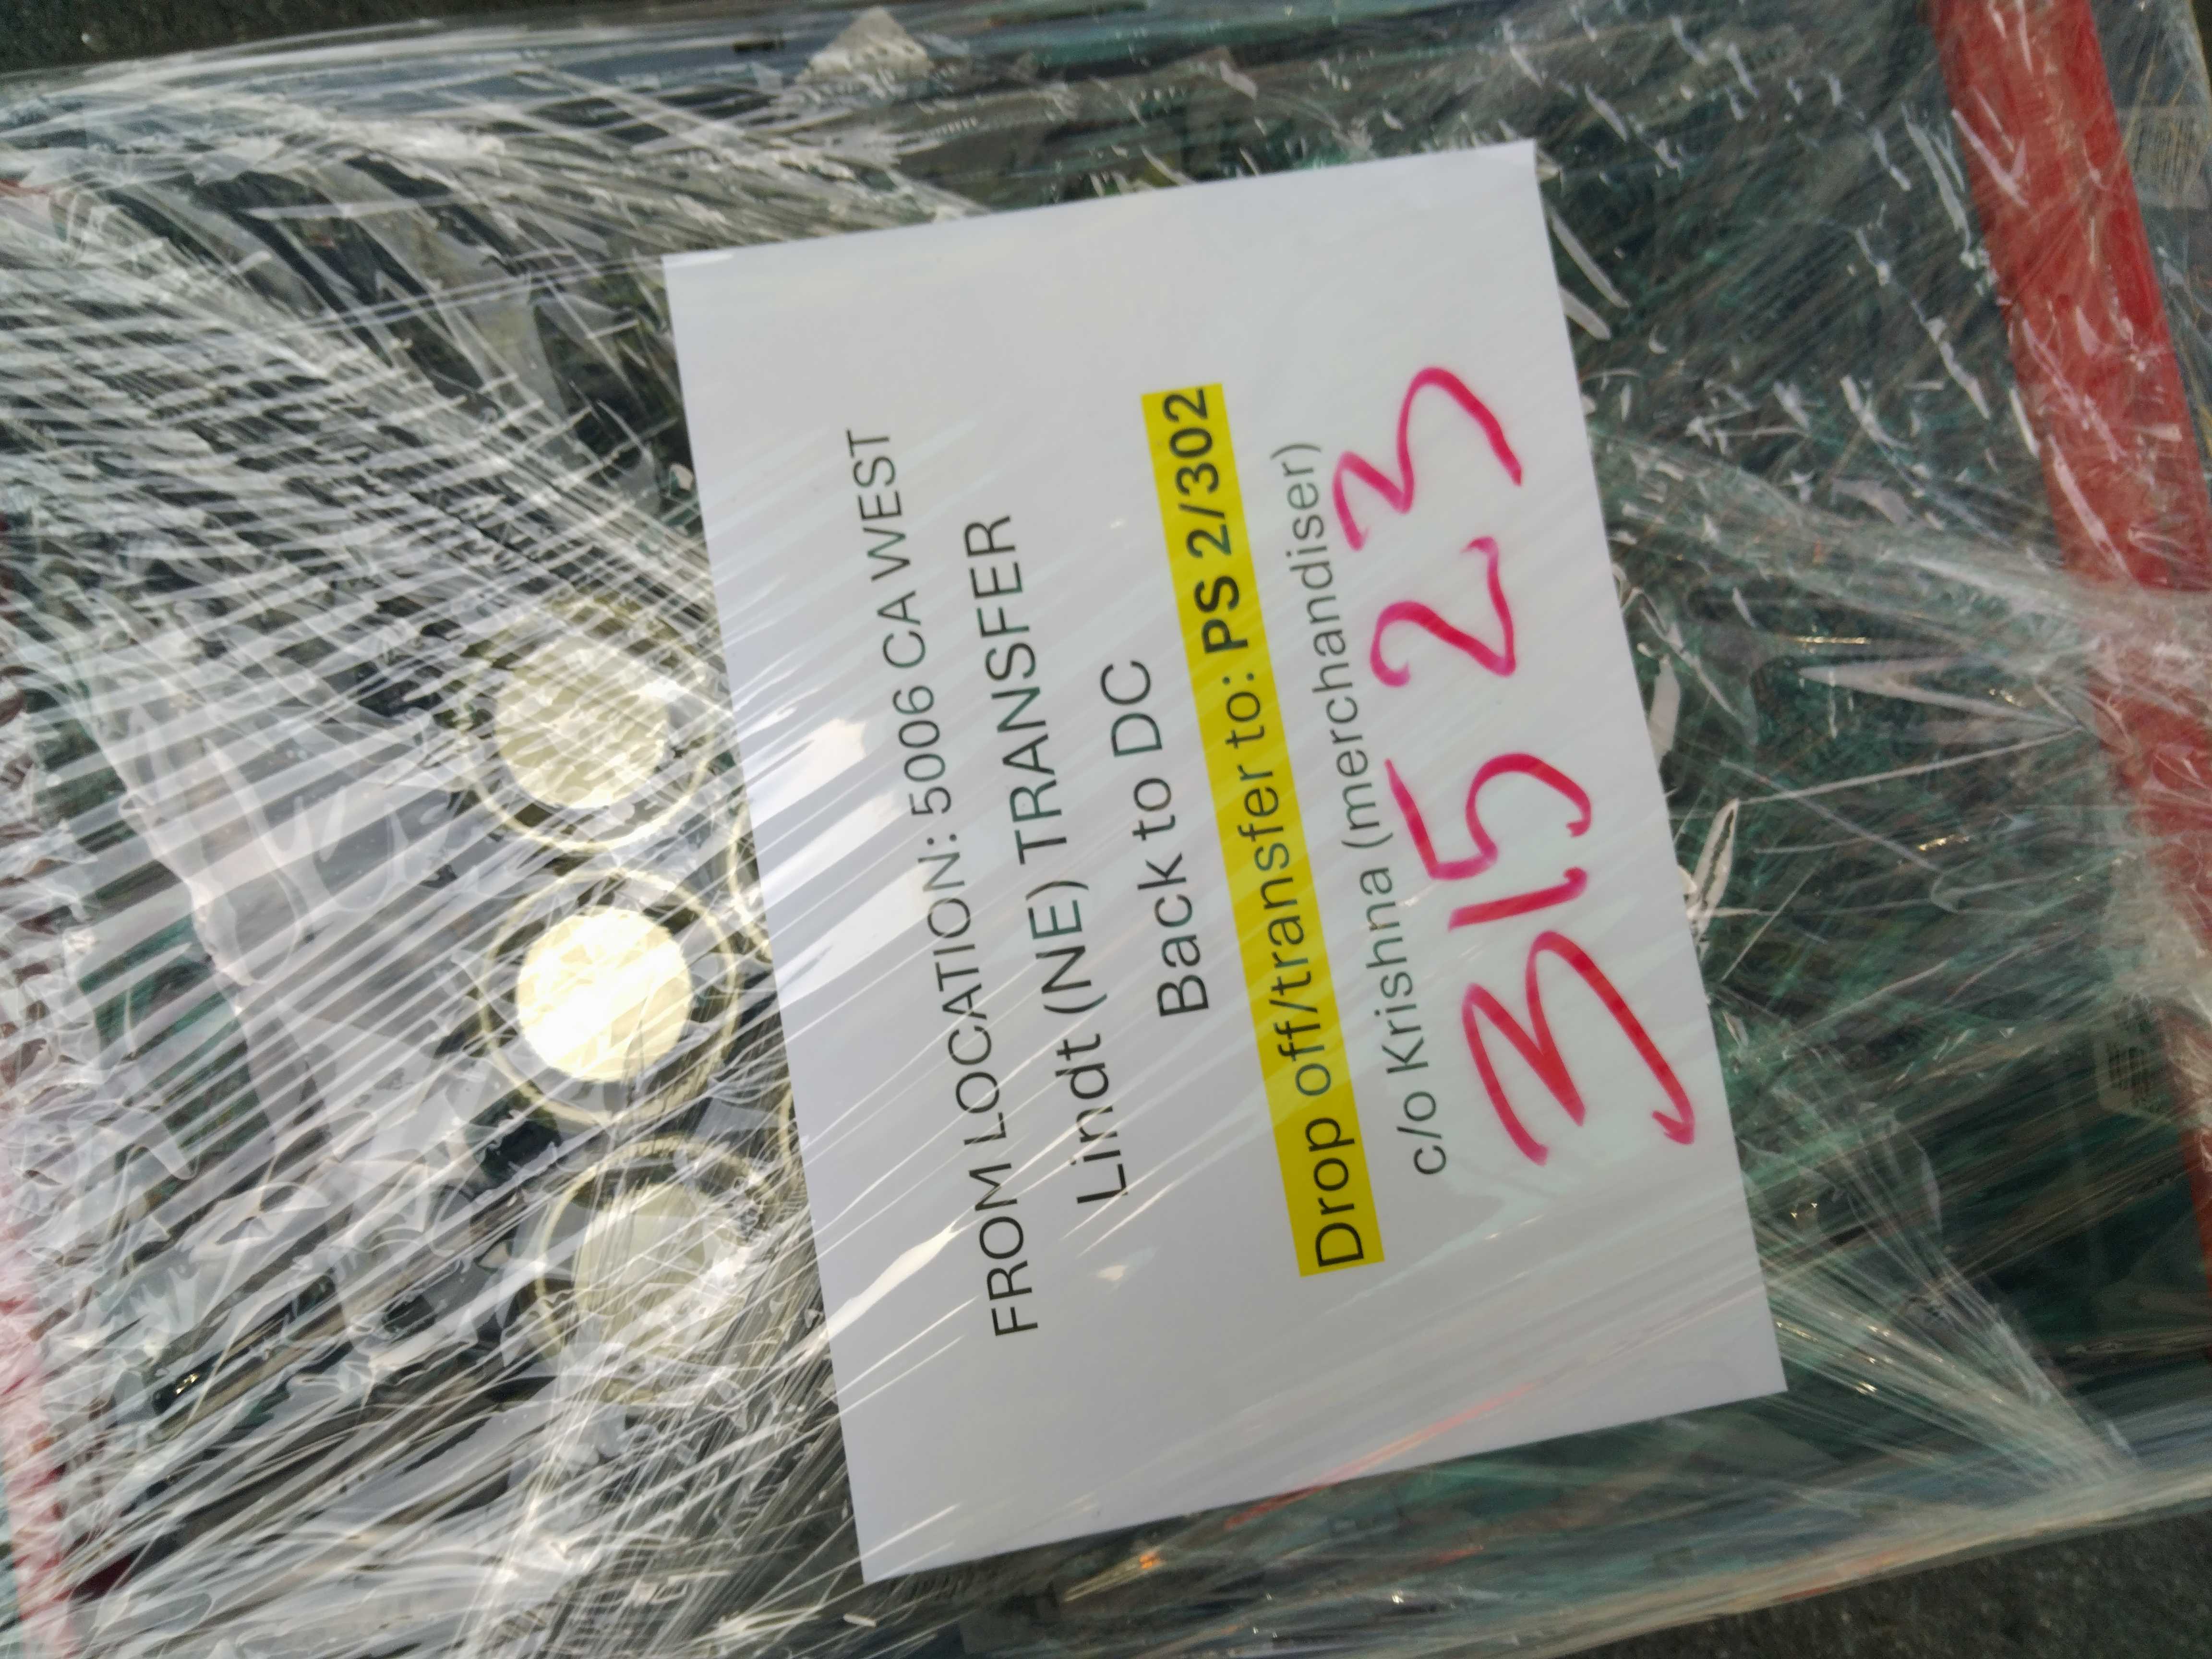 FROM LOCATION: 5006 CA WEST
Lindt (NE) TRANSFER
Back to DC
Drop off/transfer to: PS 2/302
c/o Krishna (merchandiser)
31523